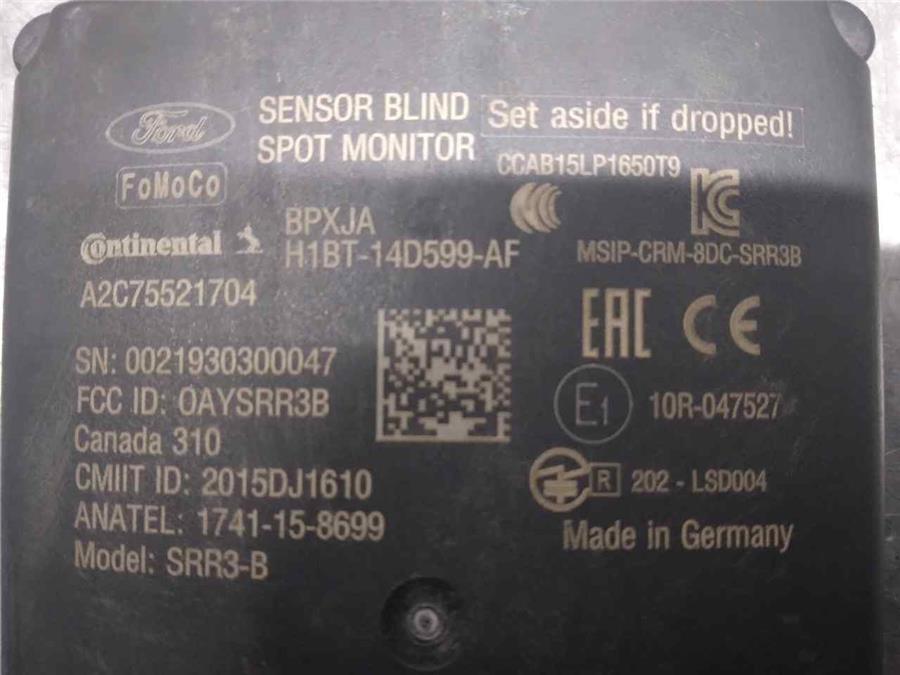 Ford
SENSOR BLIND
SPOT MONITOR
Set aside if dropped!
FoMoCo
CCAB15LP1650T9
Continental
BPXJA
H1BT-14D599-AF
MSIP-CRM-8DC-SRR3B
A2C75521704
EAC CE
SN: 0021930300047
FCC ID: OAYSRR3B
E1 10R-047527
Canada 310
CMIIT ID: 2015DJ1610
R 202 - LSD004
ANATEL: 1741-15-8699
Made in Germany
Model: SRR3-B